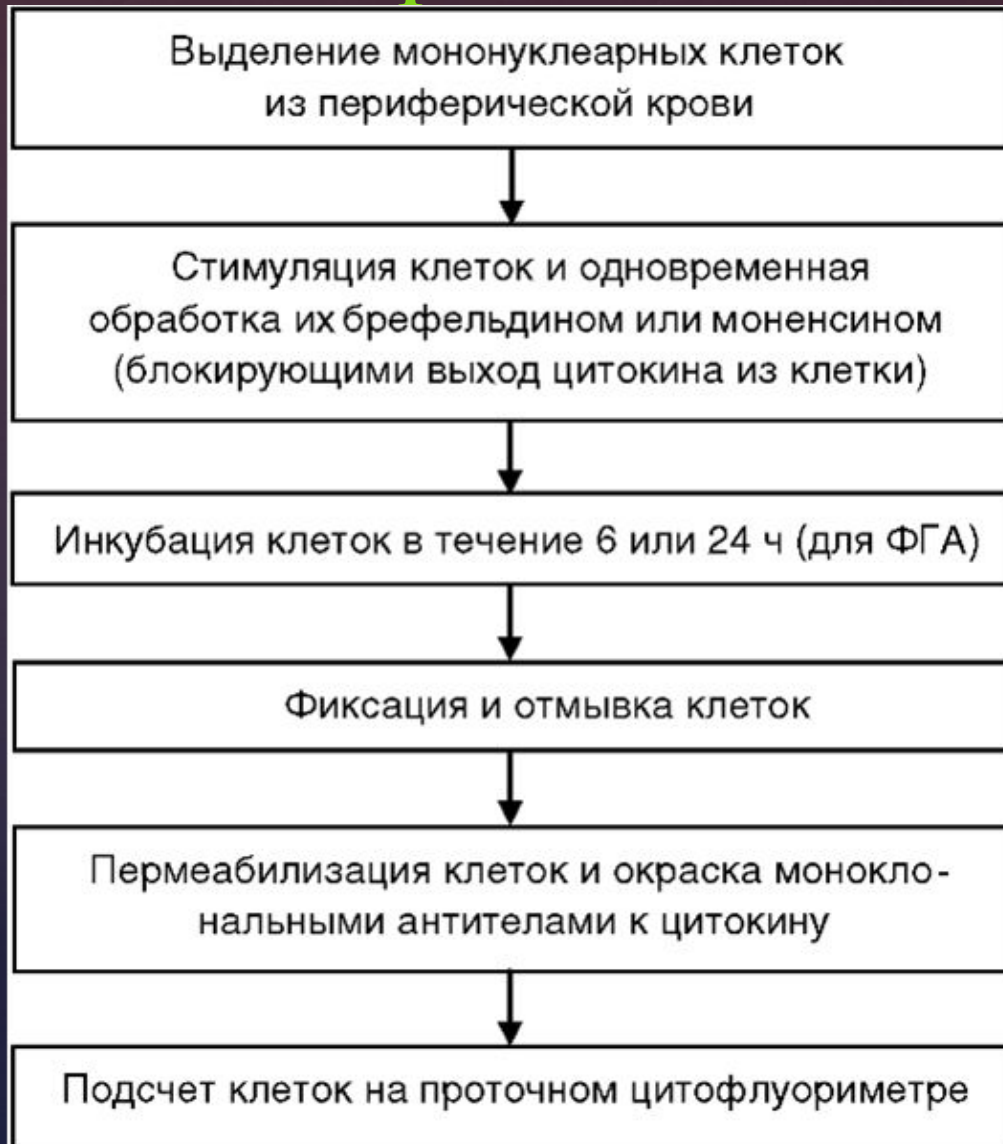 Выделение мононуклеарных клеток
из периферической крови
Стимуляция клеток и одновременная
обработка их брефельдином или моненсином
(блокирующими выход цитокина из клетки)
Инкубация клеток в течение 6 или 24 ч (для ФГА)
Фиксация и отмывка клеток
Пермеабилизация клеток и окраска монокло-
нальными антителами к цитокину
Подсчет клеток на проточном цитофлуориметре